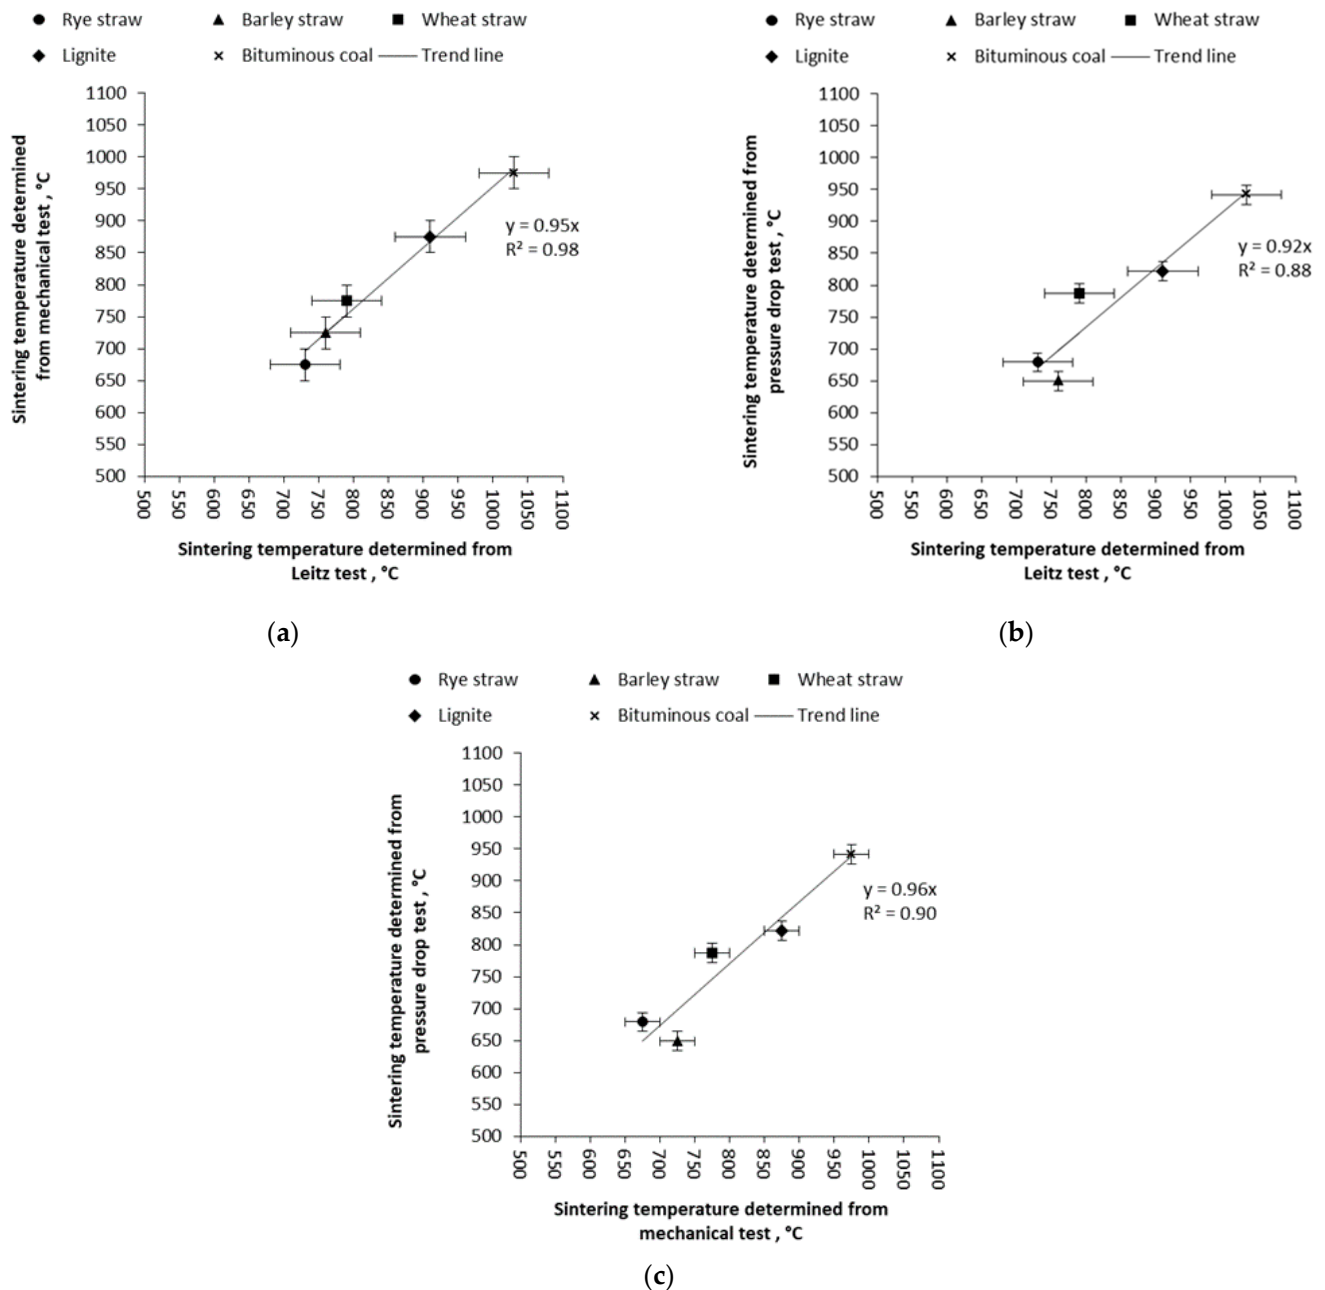 Rye straw Barley straw Wheat straw
Lignite Bituminous coal Trend line
Sintering temperature determined
from mechanical test , °C
1100
1050
1000
950
900
850
800
750
700
650
600
550
500
y = 0.95x
R² = 0.98
500 550 600 650 700 750 800 850 900 950 1000 1050 1100
Sintering temperature determined from
Leitz test , °C
(a)
Rye straw Barley straw Wheat straw
Lignite Bituminous coal Trend line
Sintering temperature determined from
pressure drop test , °C
1100
1050
1000
950
900
850
800
750
700
650
600
550
500
y = 0.92x
R² = 0.88
500 550 600 650 700 750 800 850 900 950 1000 1050 1100
Sintering temperature determined from
Leitz test , °C
(b)
Rye straw Barley straw Wheat straw
Lignite Bituminous coal Trend line
Sintering temperature determined from
pressure drop test , °C
1100
1050
1000
950
900
850
800
750
700
650
600
550
500
y = 0.96x
R² = 0.90
500 550 600 650 700 750 800 850 900 950 1000 1050 1100
Sintering temperature determined from
mechanical test , °C
(c)